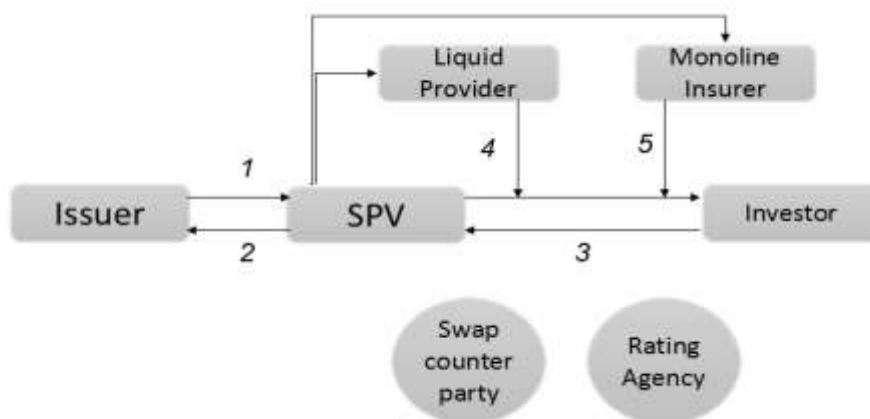 Liquid
Provider
Monoline
Insurer
1
4
5
Issuer
SPV
Investor
2
3
Swap
counter
party
Rating
Agency